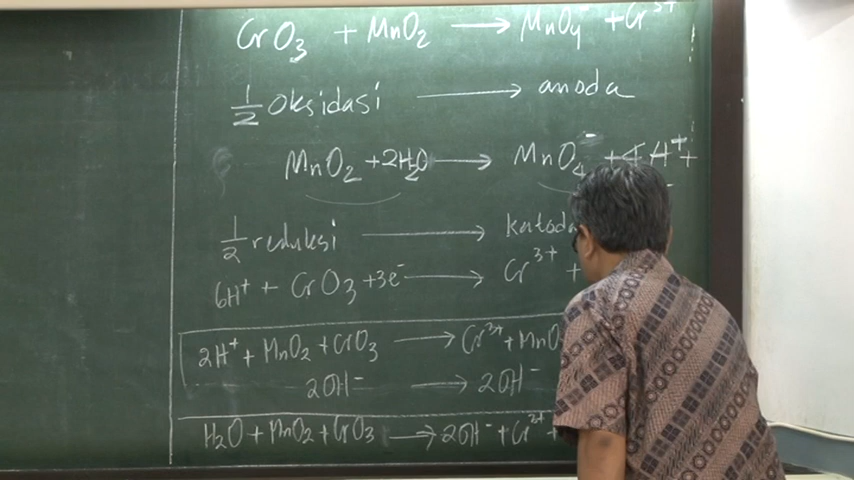 CrO₃ + MnO₂ → MnO₄⁻ + Cr³⁺
½ Oksidasi → anoda
MnO₂ + 2H₂O → MnO₄⁻ + 4H⁺ +
½ reduksi → katoda
6H⁺ + CrO₃ + 3e⁻ → Cr³⁺ +
2H⁺ + MnO₂ + CrO₃ → Cr³⁺ + MnO
2OH⁻ → 2OH⁻
H₂O + MnO₂ + CrO₃ → 2OH⁻ + Cr³⁺ +